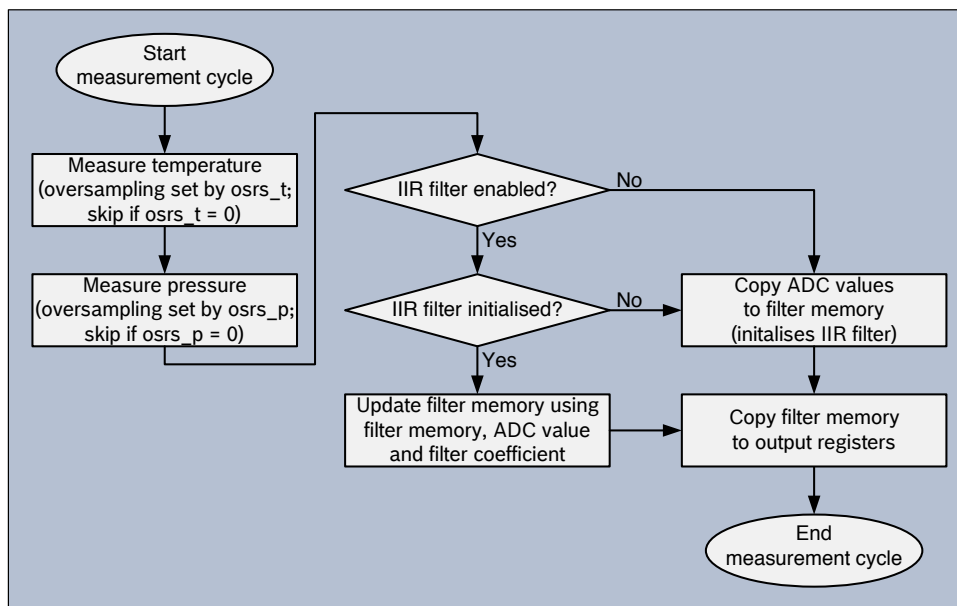 Start
measurement cycle
Measure temperature
(oversampling set by osrs_t;
skip if osrs_t = 0)
Measure pressure
(oversampling set by osrs_p;
skip if osrs_p = 0)
IIR filter enabled?
No
Yes
IIR filter initialised?
No
Yes
Update filter memory using
filter memory, ADC value
and filter coefficient
Copy ADC values
to filter memory
(initalises IIR filter)
Copy filter memory
to output registers
End
measurement cycle